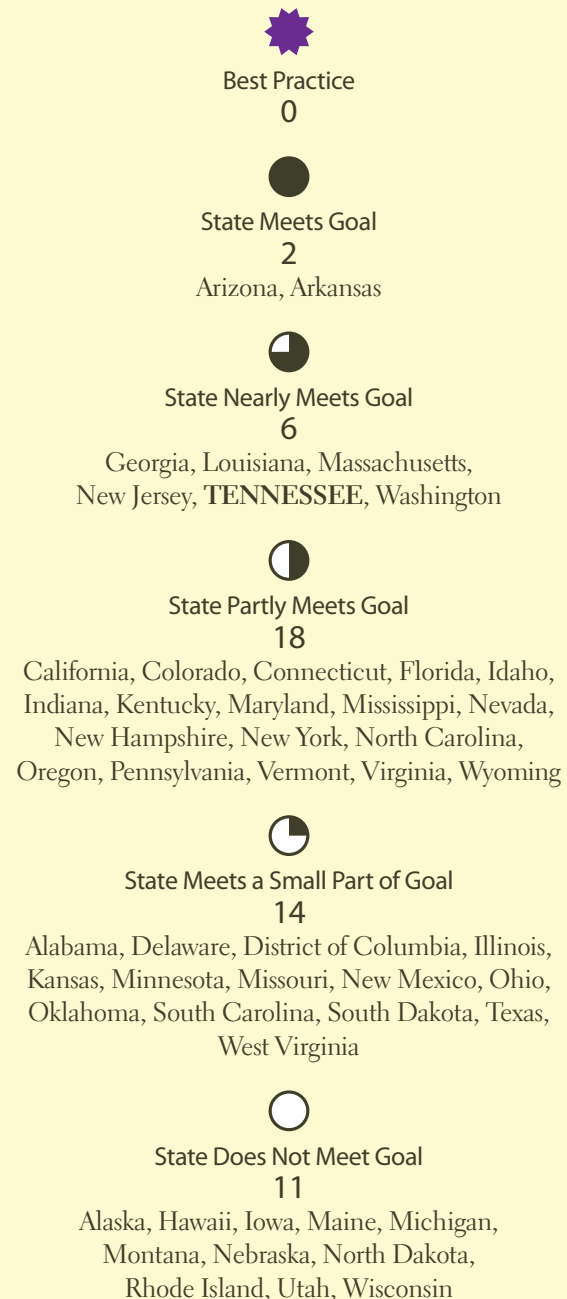 Best Practice
0
State Meets Goal
2
Arizona, Arkansas
State Nearly Meets Goal
6
Georgia, Louisiana, Massachusetts,
New Jersey, TENNESSEE, Washington
State Partly Meets Goal
18
California, Colorado, Connecticut, Florida, Idaho,
Indiana, Kentucky, Maryland, Mississippi, Nevada,
New Hampshire, New York, North Carolina,
Oregon, Pennsylvania, Vermont, Virginia, Wyoming
State Meets a Small Part of Goal
14
Alabama, Delaware, District of Columbia, Illinois,
Kansas, Minnesota, Missouri, New Mexico, Ohio,
Oklahoma, South Carolina, South Dakota, Texas,
West Virginia
State Does Not Meet Goal
11
Alaska, Hawaii, Iowa, Maine, Michigan,
Montana, Nebraska, North Dakota,
Rhode Island, Utah, Wisconsin